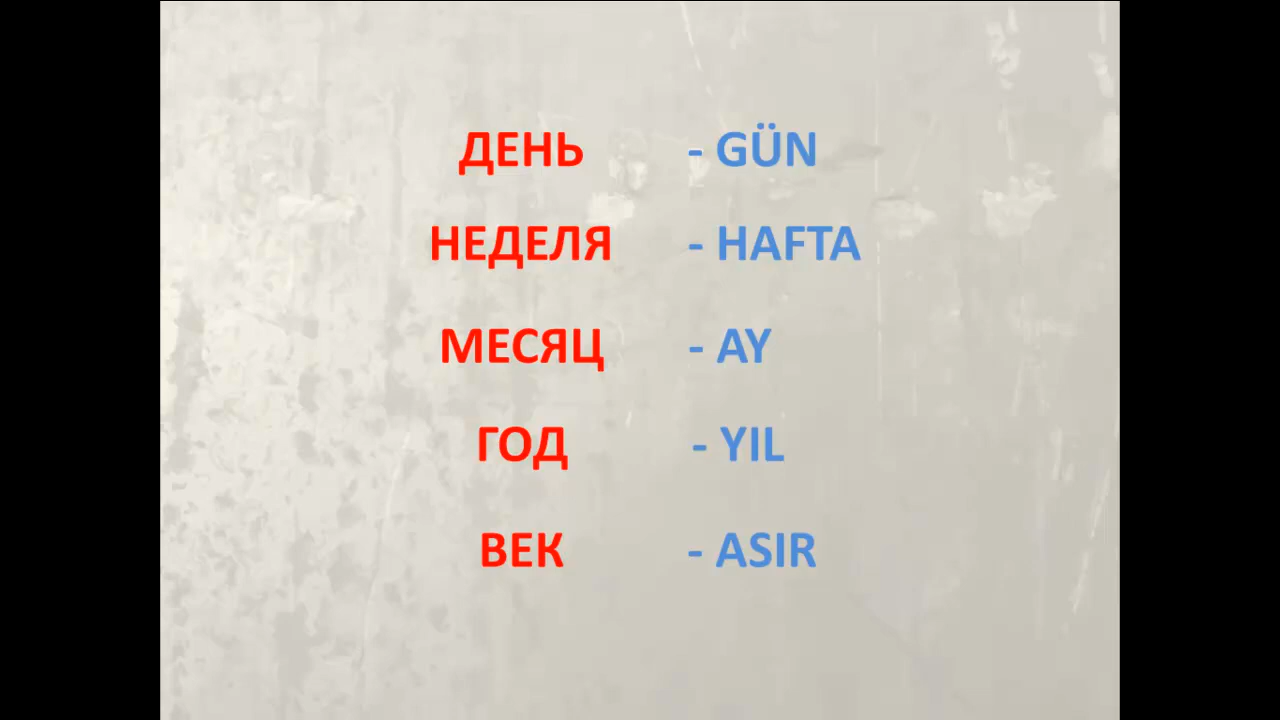 ДЕНЬ - GÜN
НЕДЕЛЯ - HAFTA
МЕСЯЦ - AY
ГОД - YIL
ВЕК - ASIR